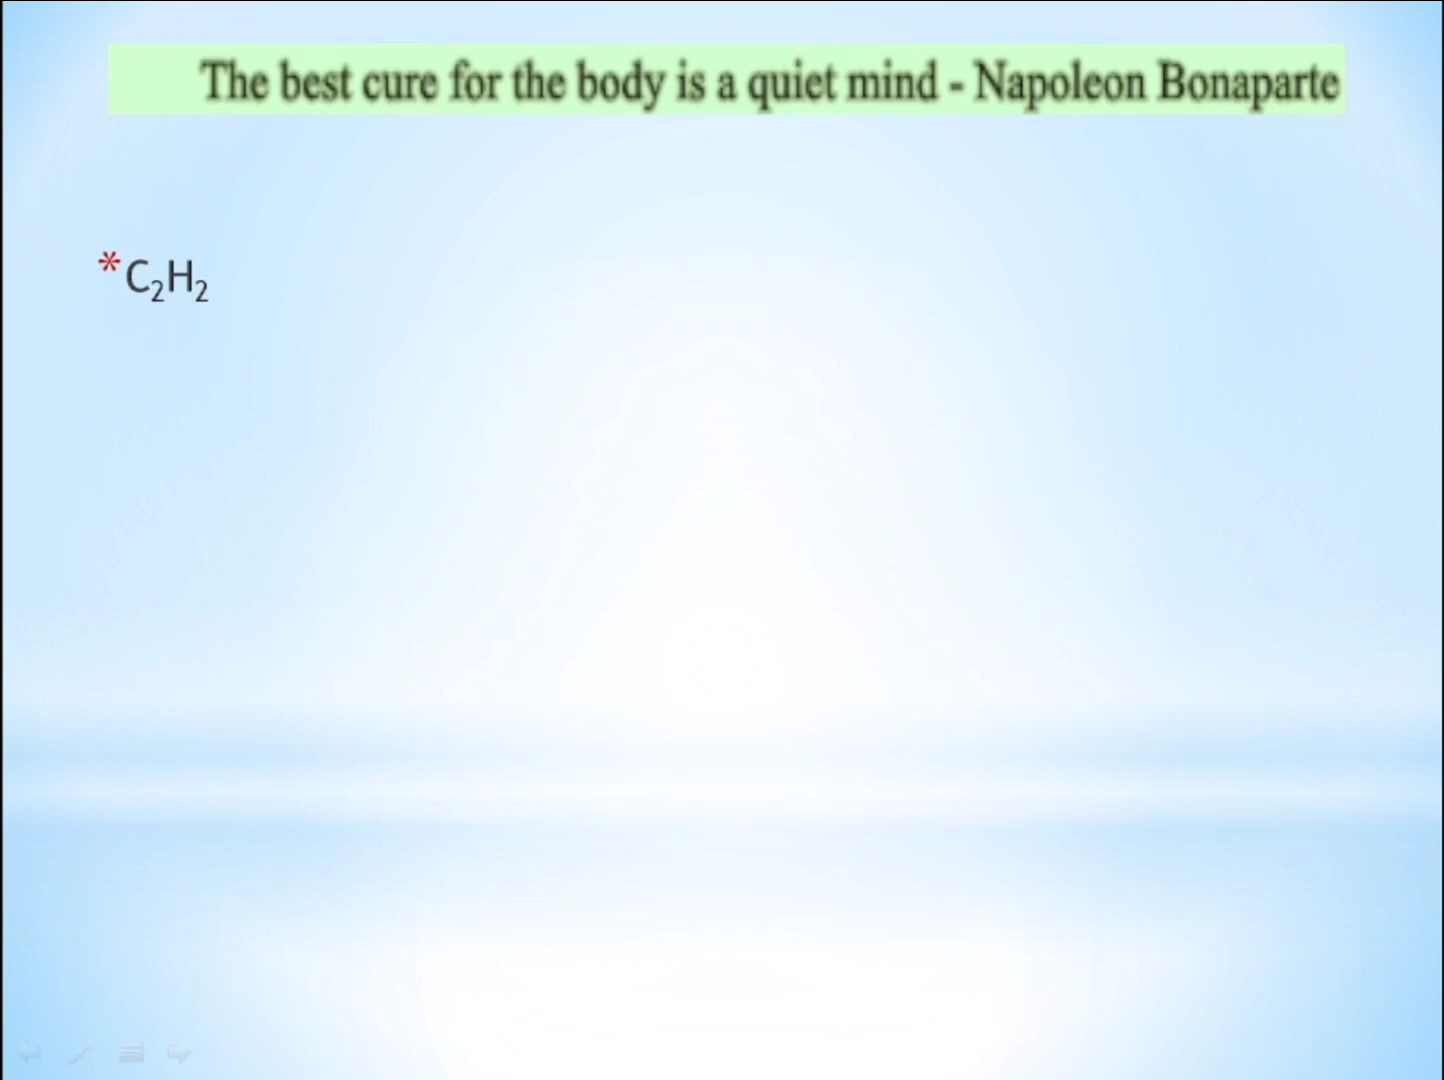 The best cure for the body is a quiet mind - Napoleon Bonaparte
*C₂H₂